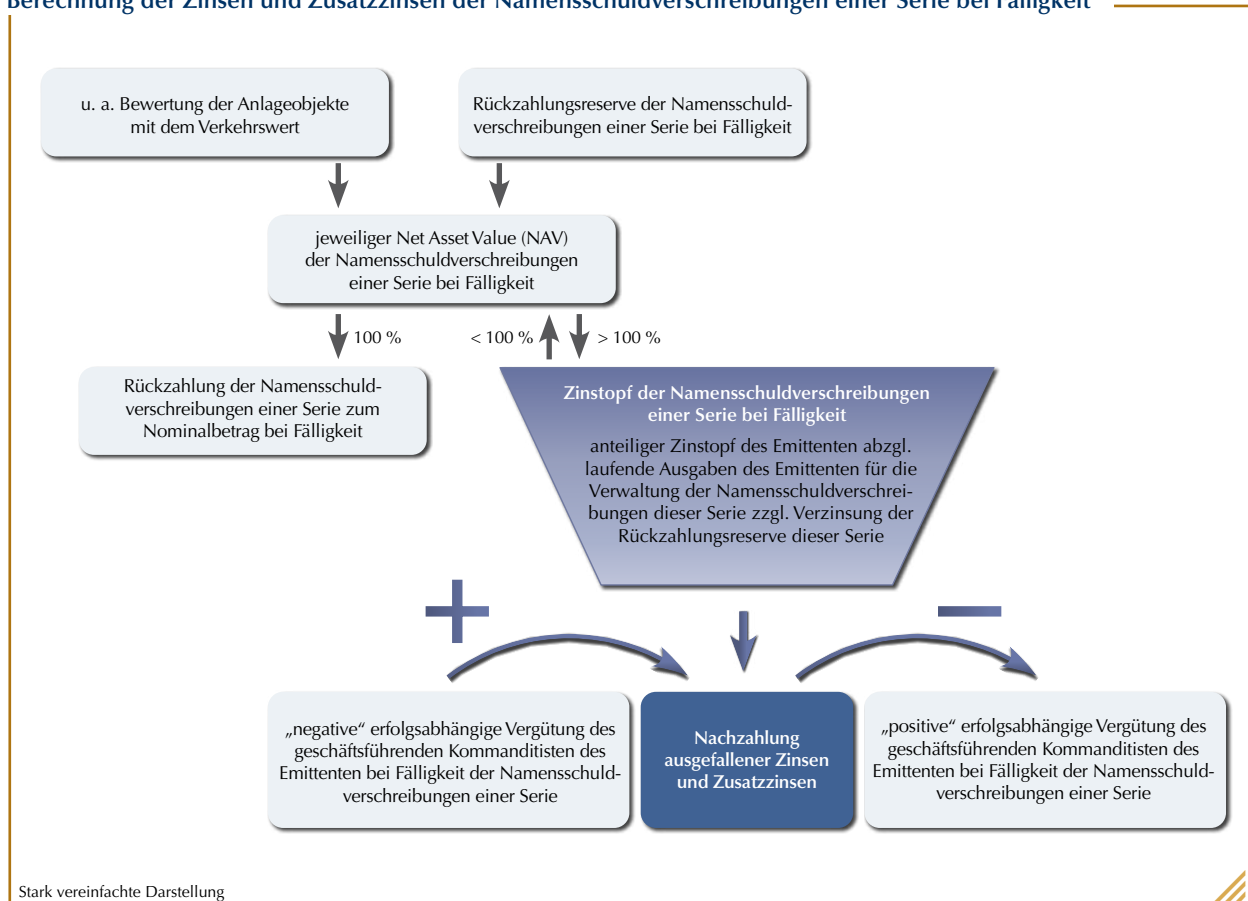 Berechnung der Zinsen und Zusatzzinsen der Namensschuldverschreibungen einer Serie bei Fälligkeit
u. a. Bewertung der Anlageobjekte
mit dem Verkehrswert
Rückzahlungsreserve der Namensschuld-
verschreibungen einer Serie bei Fälligkeit
jeweiliger Net Asset Value (NAV)
der Namensschuldverschreibungen
einer Serie bei Fälligkeit
100 %
< 100 %
> 100 %
Rückzahlung der Namensschuld-
verschreibungen einer Serie zum
Nominalbetrag bei Fälligkeit
Zinstopf der Namensschuldverschreibungen
einer Serie bei Fälligkeit
anteiliger Zinstopf des Emittenten abzgl.
laufende Ausgaben des Emittenten für die
Verwaltung der Namensschuldverschrei-
bungen dieser Serie zzgl. Verzinsung der
Rückzahlungsreserve dieser Serie
+
–
„negative“ erfolgsabhängige Vergütung des
geschäftsführenden Kommanditisten des
Emittenten bei Fälligkeit der Namensschuld-
verschreibungen einer Serie
Nachzahlung
ausgefallener Zinsen
und Zusatzzinsen
„positive“ erfolgsabhängige Vergütung des
geschäftsführenden Kommanditisten des
Emittenten bei Fälligkeit der Namensschuld-
verschreibungen einer Serie
Stark vereinfachte Darstellung